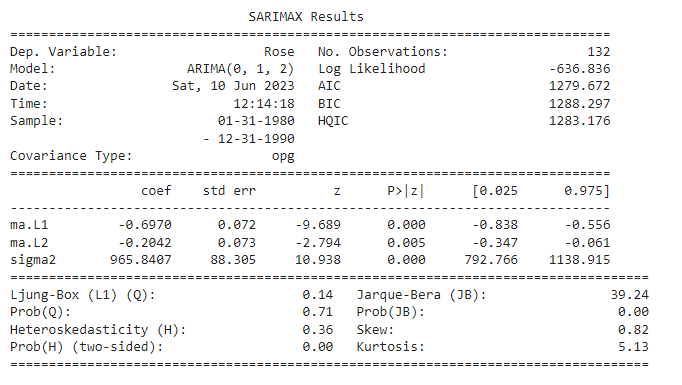 SARIMAX Results
==============================================================================
Dep. Variable: Rose No. Observations: 132
Model: ARIMA(0, 1, 2) Log Likelihood -636.836
Date: Sat, 10 Jun 2023 AIC 1279.672
Time: 12:14:18 BIC 1288.297
Sample: 01-31-1980 HQIC 1283.176
- 12-31-1990
Covariance Type: opg
==============================================================================
coef std err z P>|z| [0.025 0.975]
------------------------------------------------------------------------------
ma.L1 -0.6970 0.072 -9.689 0.000 -0.838 -0.556
ma.L2 -0.2042 0.073 -2.794 0.005 -0.347 -0.061
sigma2 965.8407 88.305 10.938 0.000 792.766 1138.915
===================================================================================
Ljung-Box (L1) (Q): 0.14 Jarque-Bera (JB): 39.24
Prob(Q): 0.71 Prob(JB): 0.00
Heteroskedasticity (H): 0.36 Skew: 0.82
Prob(H) (two-sided): 0.00 Kurtosis: 5.13
===================================================================================